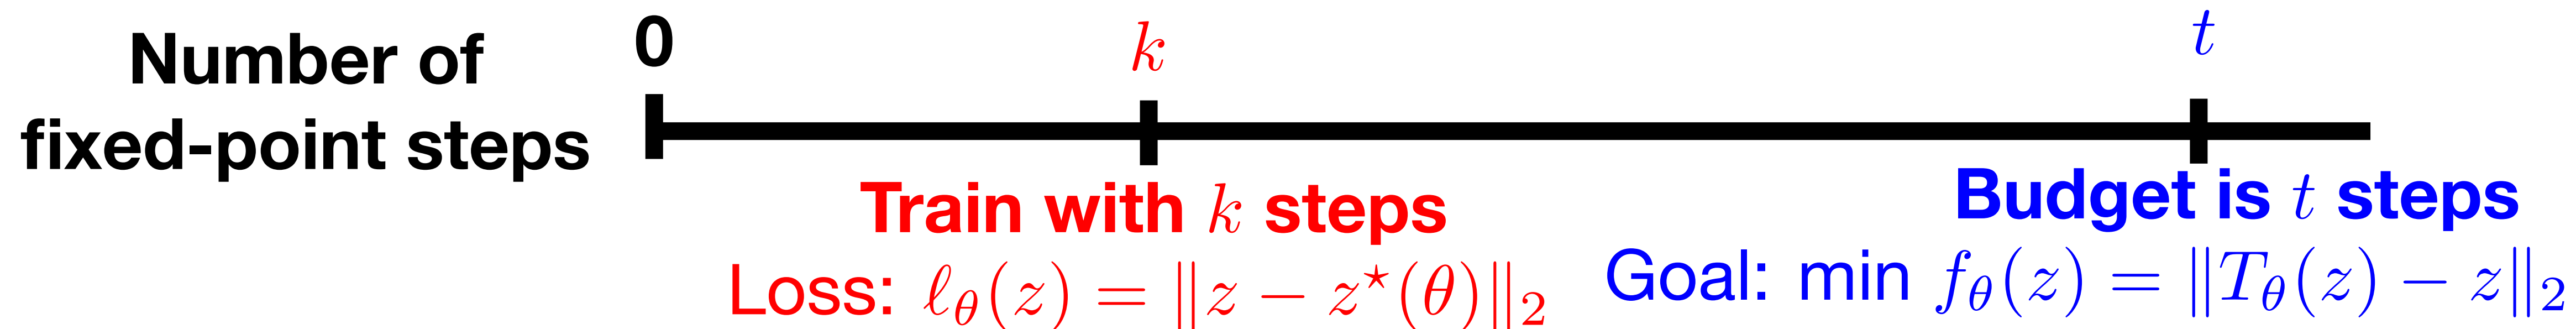 Number of
fixed-point steps
0
k
t
Train with k steps
Loss: ℓ_θ(z) = ‖z − z^⋆(θ)‖_2
Budget is t steps
Goal: min f_θ(z) = ‖T_θ(z) − z‖_2